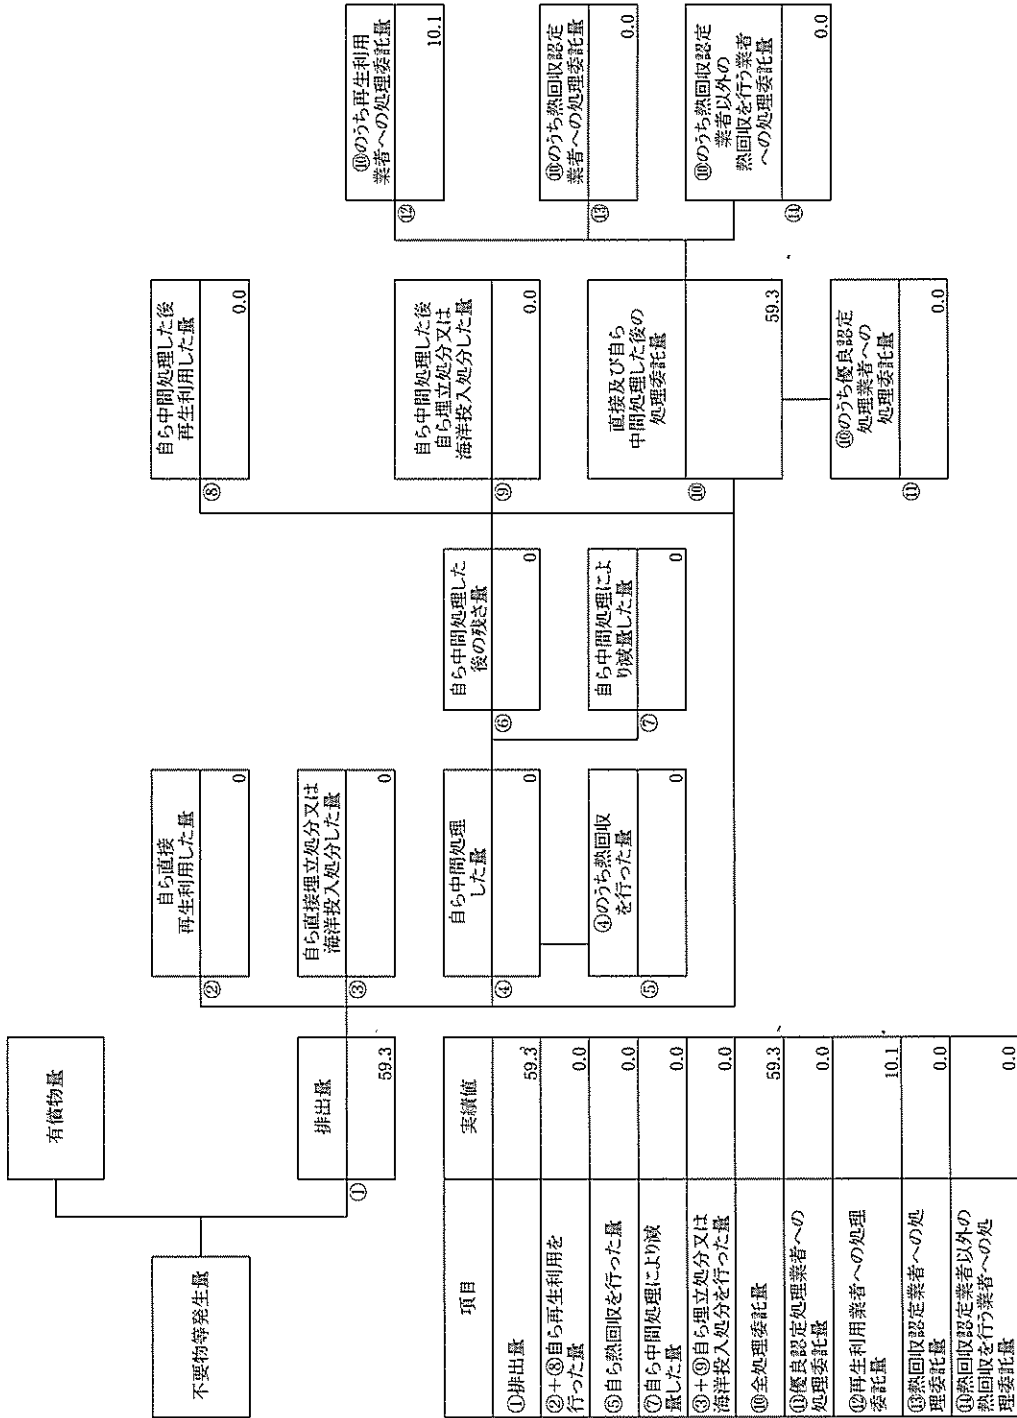 不要物等発生量
有償物量
排出量
①
59.3
自ら直接
再生利用した量
②
0
自ら直接埋立処分又は
海洋投入処分した量
③
0
自ら中間処理
した量
④
0
④のうち熱回収
を行った量
⑤
0
自ら中間処理した
後の残さ量
⑥
0
自ら中間処理によ
り減量した量
⑦
0
自ら中間処理した後
再生利用した量
⑧
0.0
自ら中間処理した後
自ら埋立処分又は
海洋投入処分した量
⑨
0.0
直接及び自ら
中間処理した後の
処理委託量
⑩
59.3
⑩のうち優良認定
処理業者への
処理委託量
⑪
0.0
⑩のうち再生利用
業者への処理委託量
⑫
10.1
⑩のうち熱回収認定
業者への処理委託量
⑬
0.0
⑩のうち熱回収認定
業者以外の
熱回収を行う業者
への処理委託量
⑭
0.0
項目 実績値
①排出量 59.3
②+⑧自ら再生利用を
行った量 0.0
⑤自ら熱回収を行った量 0.0
⑦自ら中間処理により減
量した量 0.0
③+⑨自ら埋立処分又は
海洋投入処分を行った量 0.0
⑩全処理委託量 59.3
⑪優良認定処理業者への
処理委託量 0.0
⑫再生利用業者への処理
委託量 10.1
⑬熱回収認定業者への処
理委託量 0.0
⑭熱回収認定業者以外の
熱回収を行う業者への処
理委託量 0.0